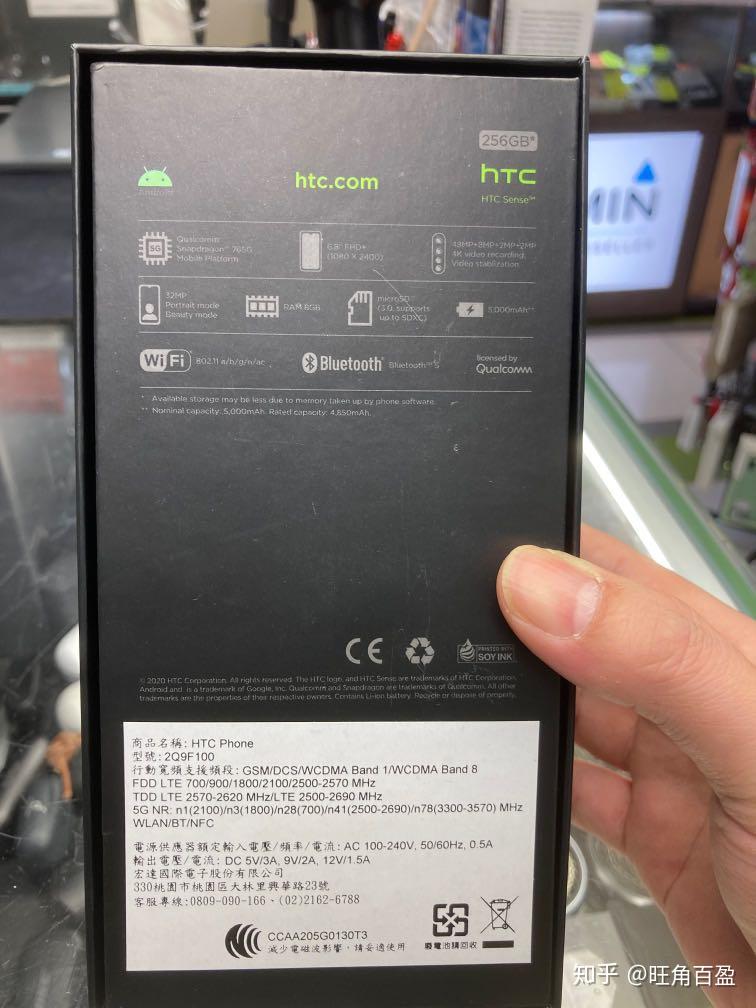 256GB*
Android
htc.com
hTC
HTC Sense™
5G
Qualcomm
Snapdragon™ 765G
Mobile Platform
6.8" FHD+
(1080 X 2400)
48MP+8MP+2MP+2MP
4K video recording,
Video stablization
32MP
Portrait mode
Beauty mode
RAM 8GB
microSD™
(3.0, supports
up to SDXC)
5,000mAh**
WiFi
802.11 a/b/g/n/ac
Bluetooth
Bluetooth™ 5
licensed by
Qualcomm
* Available storage may be less due to memory taken up by phone software.
** Nominal capacity: 5,000mAh. Rated capacity: 4,850mAh.
CE
PRINTED WITH
SOY INK
© 2020 HTC Corporation. All rights reserved. The HTC logo, and HTC Sense are trademarks of HTC Corporation.
Android and is a trademark of Google, Inc. Qualcomm and Snapdragon are trademarks of Qualcomm. All other
trademarks are the properties of their respective owners. Contains Li-ion battery. Recycle or dispose of properly.
商品名稱: HTC Phone
型號: 2Q9F100
行動寬頻支援頻段: GSM/DCS/WCDMA Band 1/WCDMA Band 8
FDD LTE 700/900/1800/2100/2500-2570 MHz
TDD LTE 2570-2620 MHz/LTE 2500-2690 MHz
5G NR: n1(2100)/n3(1800)/n28(700)/n41(2500-2690)/n78(3300-3570) MHz
WLAN/BT/NFC
電源供應器額定輸入電壓/頻率/電流: AC 100-240V, 50/60Hz, 0.5A
輸出電壓/電流: DC 5V/3A, 9V/2A, 12V/1.5A
宏達國際電子股份有限公司
330桃園市桃園區大林里興華路23號
客服專線:0809-090-166、(02)2162-6788
CCAA205G0130T3
減少電磁波影響,請妥適使用
廢電池請回收
知乎 @旺角百盈